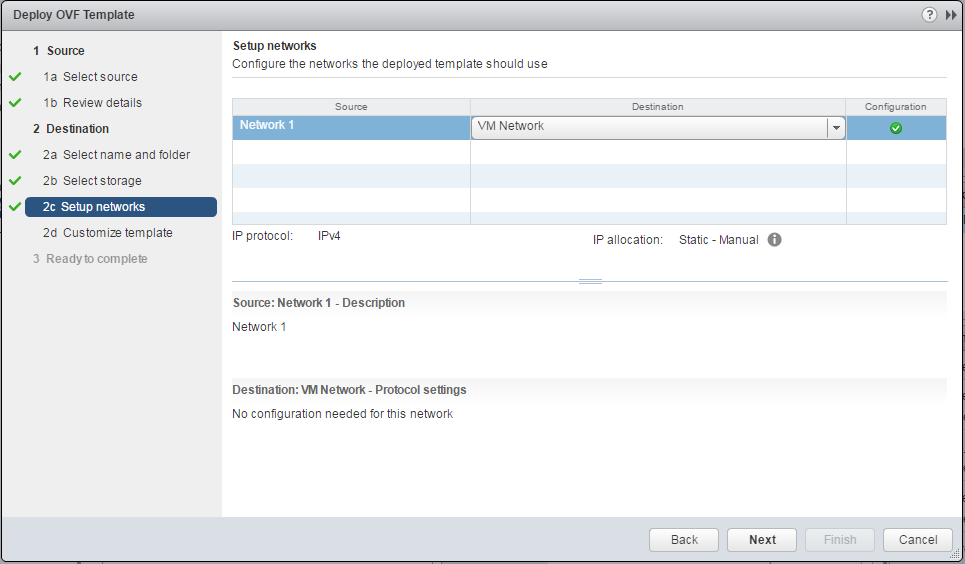 Deploy OVF Template
?
1 Source
1a Select source
1b Review details
2 Destination
2a Select name and folder
2b Select storage
2c Setup networks
2d Customize template
3 Ready to complete
Setup networks
Configure the networks the deployed template should use
Source Destination Configuration
Network 1 VM Network
IP protocol: IPv4 IP allocation: Static - Manual i
Source: Network 1 - Description
Network 1
Destination: VM Network - Protocol settings
No configuration needed for this network
Back Next Finish Cancel